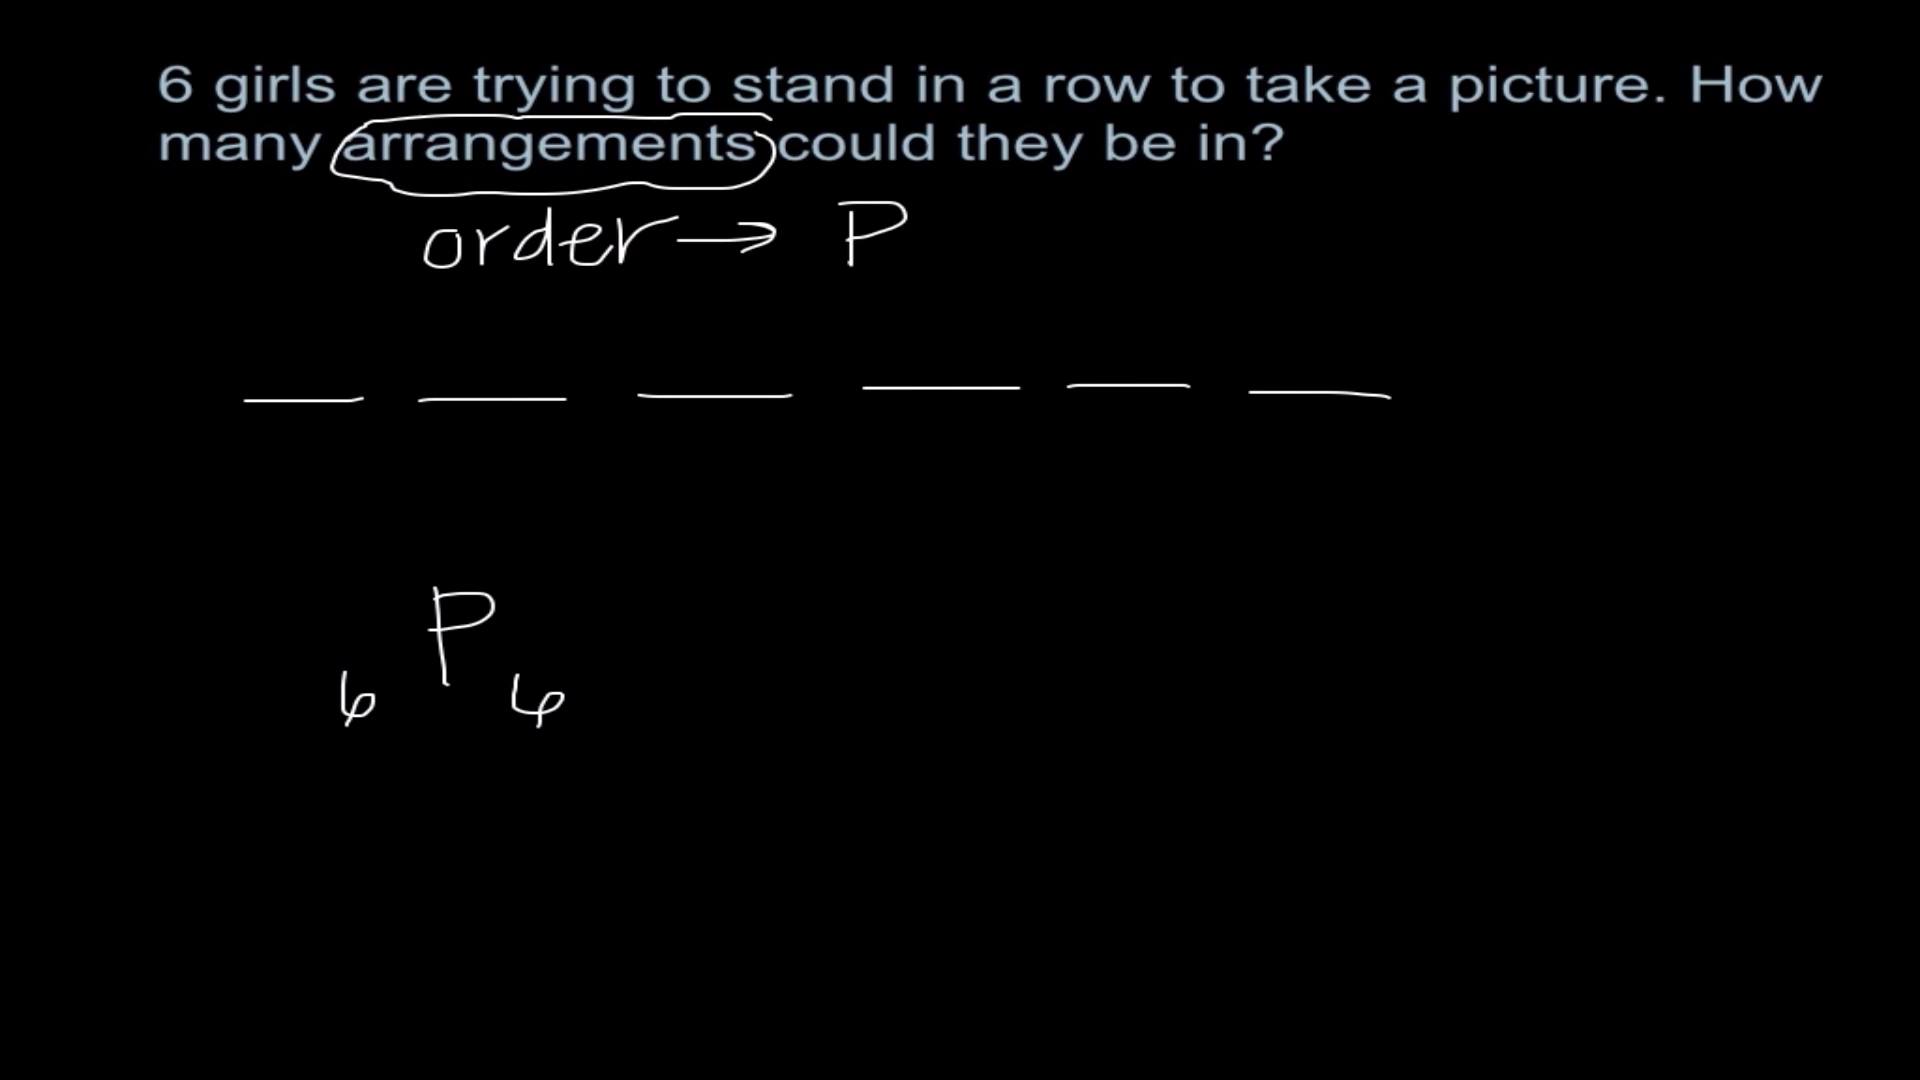 6 girls are trying to stand in a row to take a picture. How
many arrangements could they be in?
order → P
6 P 6